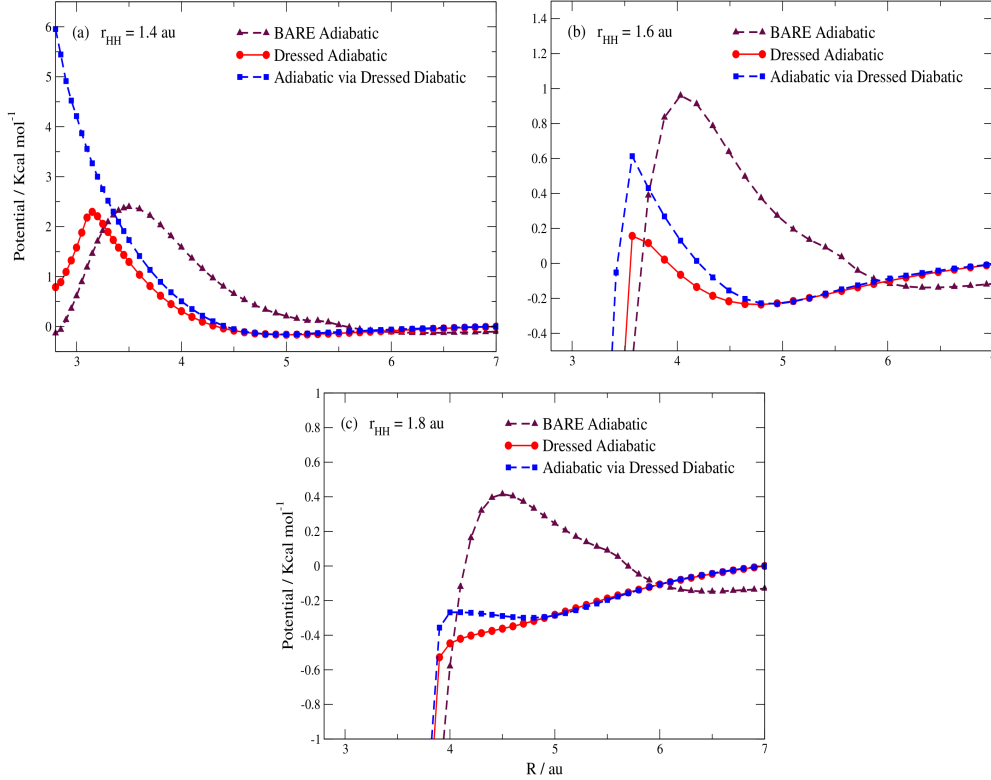 (a) r_HH = 1.4 au
BARE Adiabatic
Dressed Adiabatic
Adiabatic via Dressed Diabatic
Potential / Kcal mol⁻¹
6
5
4
3
2
1
0
3 4 5 6 7
(b) r_HH = 1.6 au
BARE Adiabatic
Dressed Adiabatic
Adiabatic via Dressed Diabatic
1.4
1.2
1
0.8
0.6
0.4
0.2
0
-0.2
-0.4
3 4 5 6 7
(c) r_HH = 1.8 au
BARE Adiabatic
Dressed Adiabatic
Adiabatic via Dressed Diabatic
Potential / Kcal mol⁻¹
1
0.8
0.6
0.4
0.2
0
-0.2
-0.4
-0.6
-0.8
-1
3 4 5 6 7
R / au